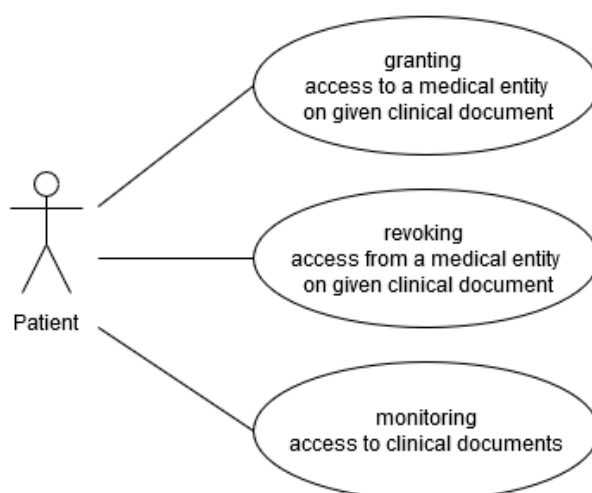 granting
access to a medical entity
on given clinical document
revoking
access from a medical entity
on given clinical document
Patient
monitoring
access to clinical documents